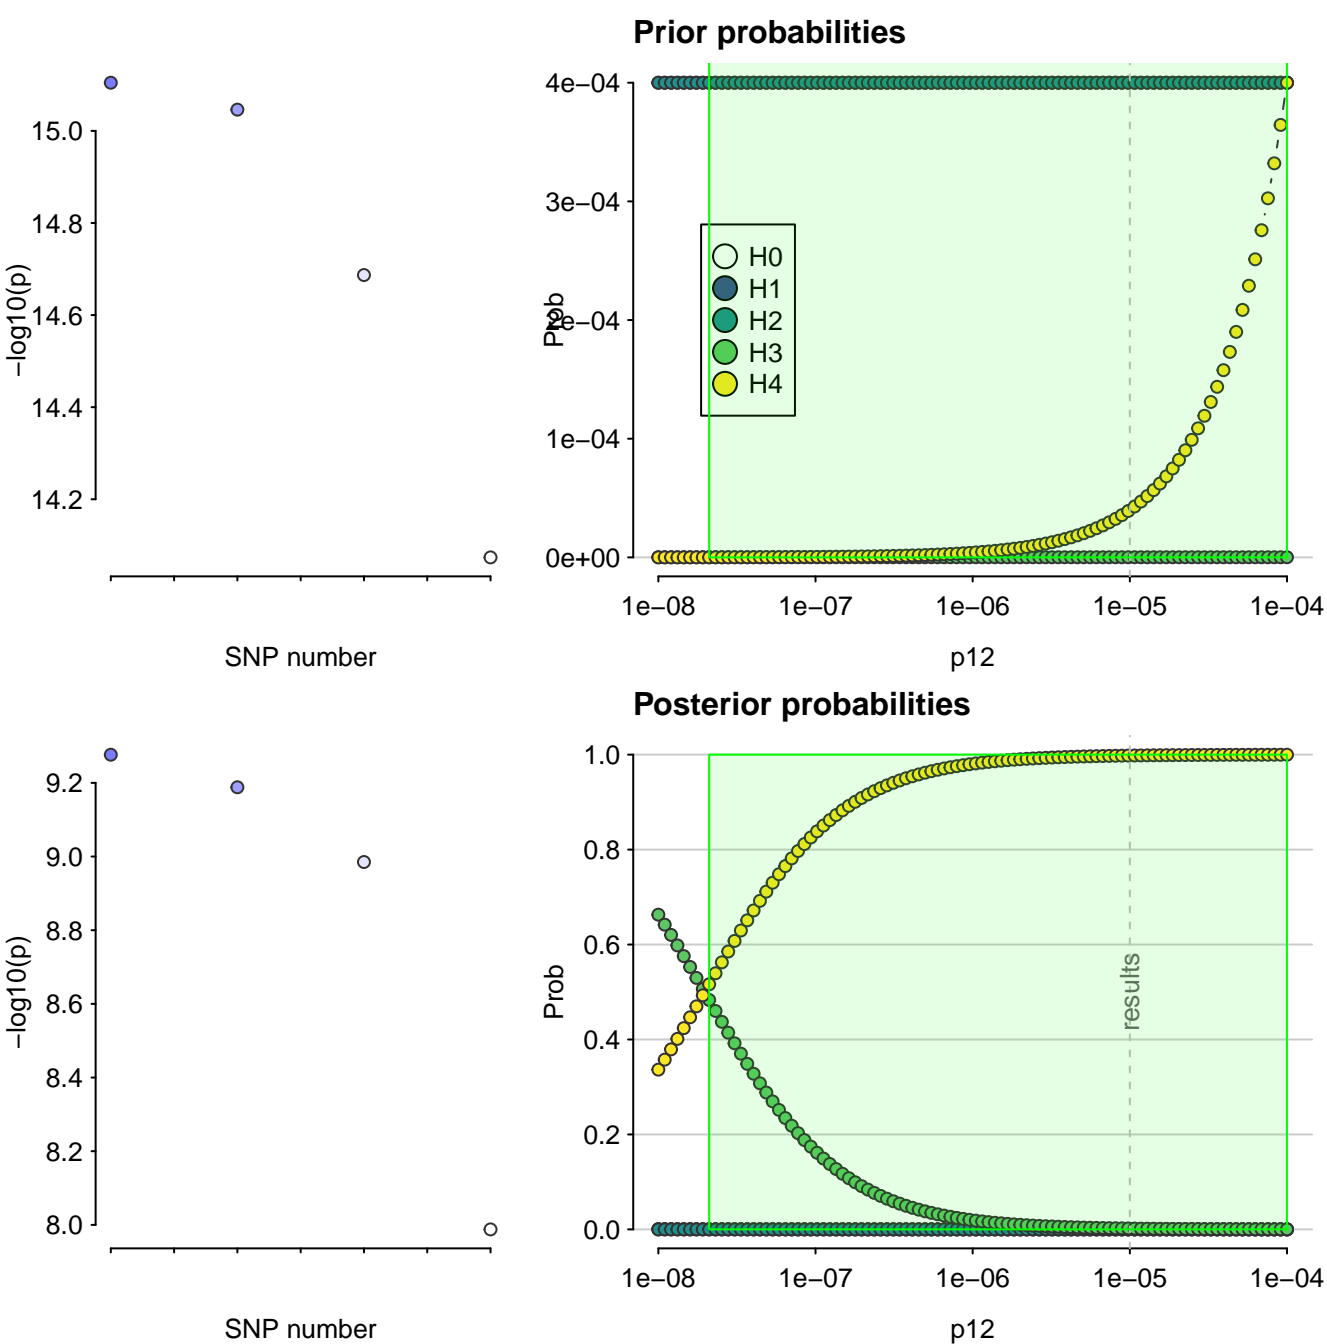 −log10(p)
15.0
14.8
14.6
14.4
14.2
SNP number
Prior probabilities
Prob
4e−04
3e−04
2e−04
1e−04
0e+00
H0
H1
H2
H3
H4
1e−08 1e−07 1e−06 1e−05 1e−04
p12
−log10(p)
9.2
9.0
8.8
8.6
8.4
8.2
8.0
SNP number
Posterior probabilities
Prob
1.0
0.8
0.6
0.4
0.2
0.0
results
1e−08 1e−07 1e−06 1e−05 1e−04
p12